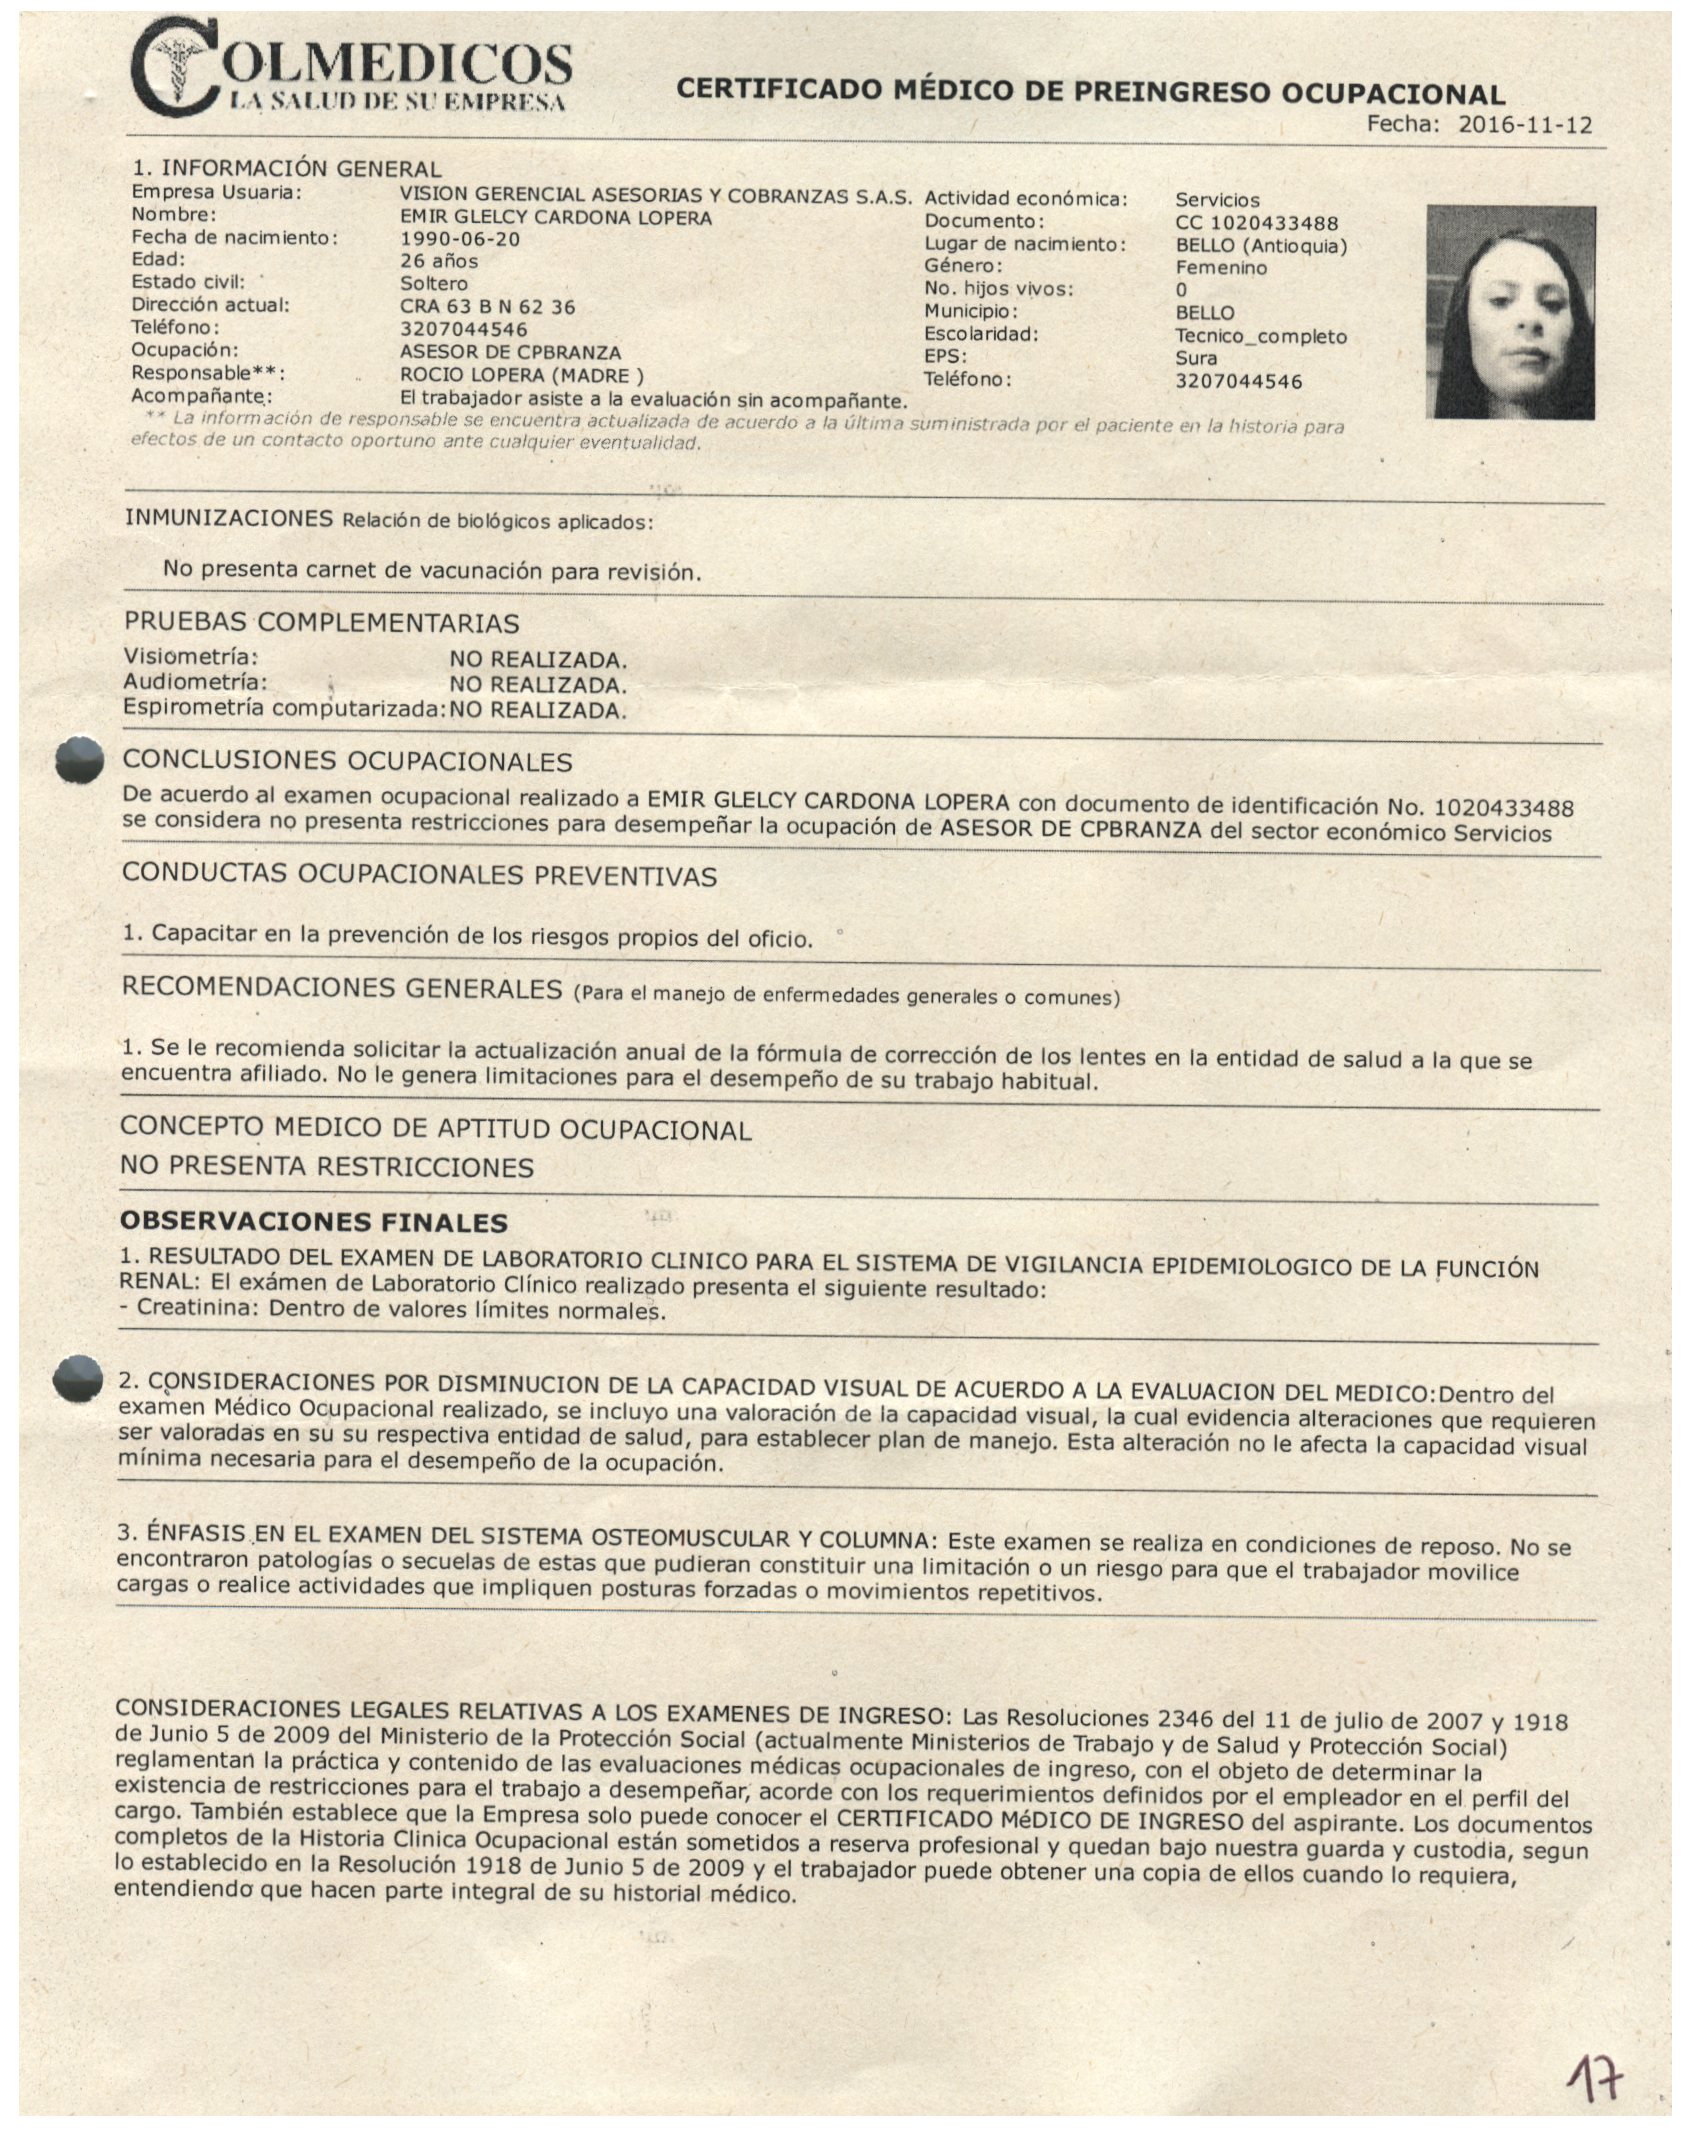 COLMEDICOS
LA SALUD DE SU EMPRESA
CERTIFICADO MÉDICO DE PREINGRESO OCUPACIONAL
Fecha: 2016-11-12
1. INFORMACIÓN GENERAL
Empresa Usuaria: VISION GERENCIAL ASESORIAS Y COBRANZAS S.A.S. Actividad económica: Servicios
Nombre: EMIR GLELCY CARDONA LOPERA Documento: CC 1020433488
Fecha de nacimiento: 1990-06-20 Lugar de nacimiento: BELLO (Antioquia)
Edad: 26 años Género: Femenino
Estado civil: Soltero No. hijos vivos: 0
Dirección actual: CRA 63 B N 62 36 Municipio: BELLO
Teléfono: 3207044546 Escolaridad: Tecnico_completo
Ocupación: ASESOR DE CPBRANZA EPS: Sura
Responsable**: ROCIO LOPERA (MADRE ) Teléfono: 3207044546
Acompañante: El trabajador asiste a la evaluación sin acompañante.
** La información de responsable se encuentra actualizada de acuerdo a la última suministrada por el paciente en la historia para
efectos de un contacto oportuno ante cualquier eventualidad.
INMUNIZACIONES Relación de biológicos aplicados:
No presenta carnet de vacunación para revisión.
PRUEBAS COMPLEMENTARIAS
Visiometría: NO REALIZADA.
Audiometría: NO REALIZADA.
Espirometría computarizada: NO REALIZADA.
CONCLUSIONES OCUPACIONALES
De acuerdo al examen ocupacional realizado a EMIR GLELCY CARDONA LOPERA con documento de identificación No. 1020433488
se considera no presenta restricciones para desempeñar la ocupación de ASESOR DE CPBRANZA del sector económico Servicios
CONDUCTAS OCUPACIONALES PREVENTIVAS
1. Capacitar en la prevención de los riesgos propios del oficio.
RECOMENDACIONES GENERALES (Para el manejo de enfermedades generales o comunes)
1. Se le recomienda solicitar la actualización anual de la fórmula de corrección de los lentes en la entidad de salud a la que se
encuentra afiliado. No le genera limitaciones para el desempeño de su trabajo habitual.
CONCEPTO MEDICO DE APTITUD OCUPACIONAL
NO PRESENTA RESTRICCIONES
OBSERVACIONES FINALES
1. RESULTADO DEL EXAMEN DE LABORATORIO CLINICO PARA EL SISTEMA DE VIGILANCIA EPIDEMIOLOGICO DE LA FUNCIÓN
RENAL: El exámen de Laboratorio Clínico realizado presenta el siguiente resultado:
- Creatinina: Dentro de valores límites normales.
2. CONSIDERACIONES POR DISMINUCION DE LA CAPACIDAD VISUAL DE ACUERDO A LA EVALUACION DEL MEDICO:Dentro del
examen Médico Ocupacional realizado, se incluyo una valoración de la capacidad visual, la cual evidencia alteraciones que requieren
ser valoradas en su su respectiva entidad de salud, para establecer plan de manejo. Esta alteración no le afecta la capacidad visual
mínima necesaria para el desempeño de la ocupación.
3. ÉNFASIS EN EL EXAMEN DEL SISTEMA OSTEOMUSCULAR Y COLUMNA: Este examen se realiza en condiciones de reposo. No se
encontraron patologías o secuelas de estas que pudieran constituir una limitación o un riesgo para que el trabajador movilice
cargas o realice actividades que impliquen posturas forzadas o movimientos repetitivos.
CONSIDERACIONES LEGALES RELATIVAS A LOS EXAMENES DE INGRESO: Las Resoluciones 2346 del 11 de julio de 2007 y 1918
de Junio 5 de 2009 del Ministerio de la Protección Social (actualmente Ministerios de Trabajo y de Salud y Protección Social)
reglamentan la práctica y contenido de las evaluaciones médicas ocupacionales de ingreso, con el objeto de determinar la
existencia de restricciones para el trabajo a desempeñar, acorde con los requerimientos definidos por el empleador en el perfil del
cargo. También establece que la Empresa solo puede conocer el CERTIFICADO MéDICO DE INGRESO del aspirante. Los documentos
completos de la Historia Clinica Ocupacional están sometidos a reserva profesional y quedan bajo nuestra guarda y custodia, segun
lo establecido en la Resolución 1918 de Junio 5 de 2009 y el trabajador puede obtener una copia de ellos cuando lo requiera,
entendiendo que hacen parte integral de su historial médico.
17